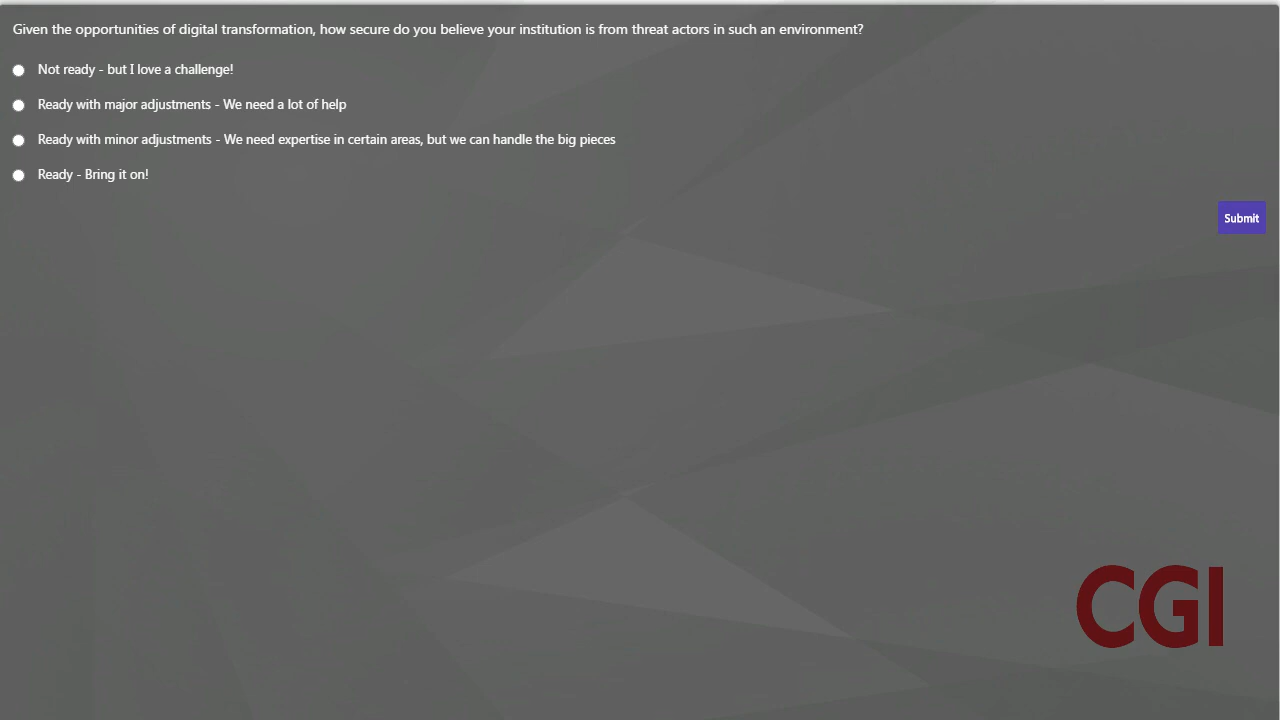 Given the opportunities of digital transformation, how secure do you believe your institution is from threat actors in such an environment?
Not ready - but I love a challenge!
Ready with major adjustments - We need a lot of help
Ready with minor adjustments - We need expertise in certain areas, but we can handle the big pieces
Ready - Bring it on!
Submit
CGI